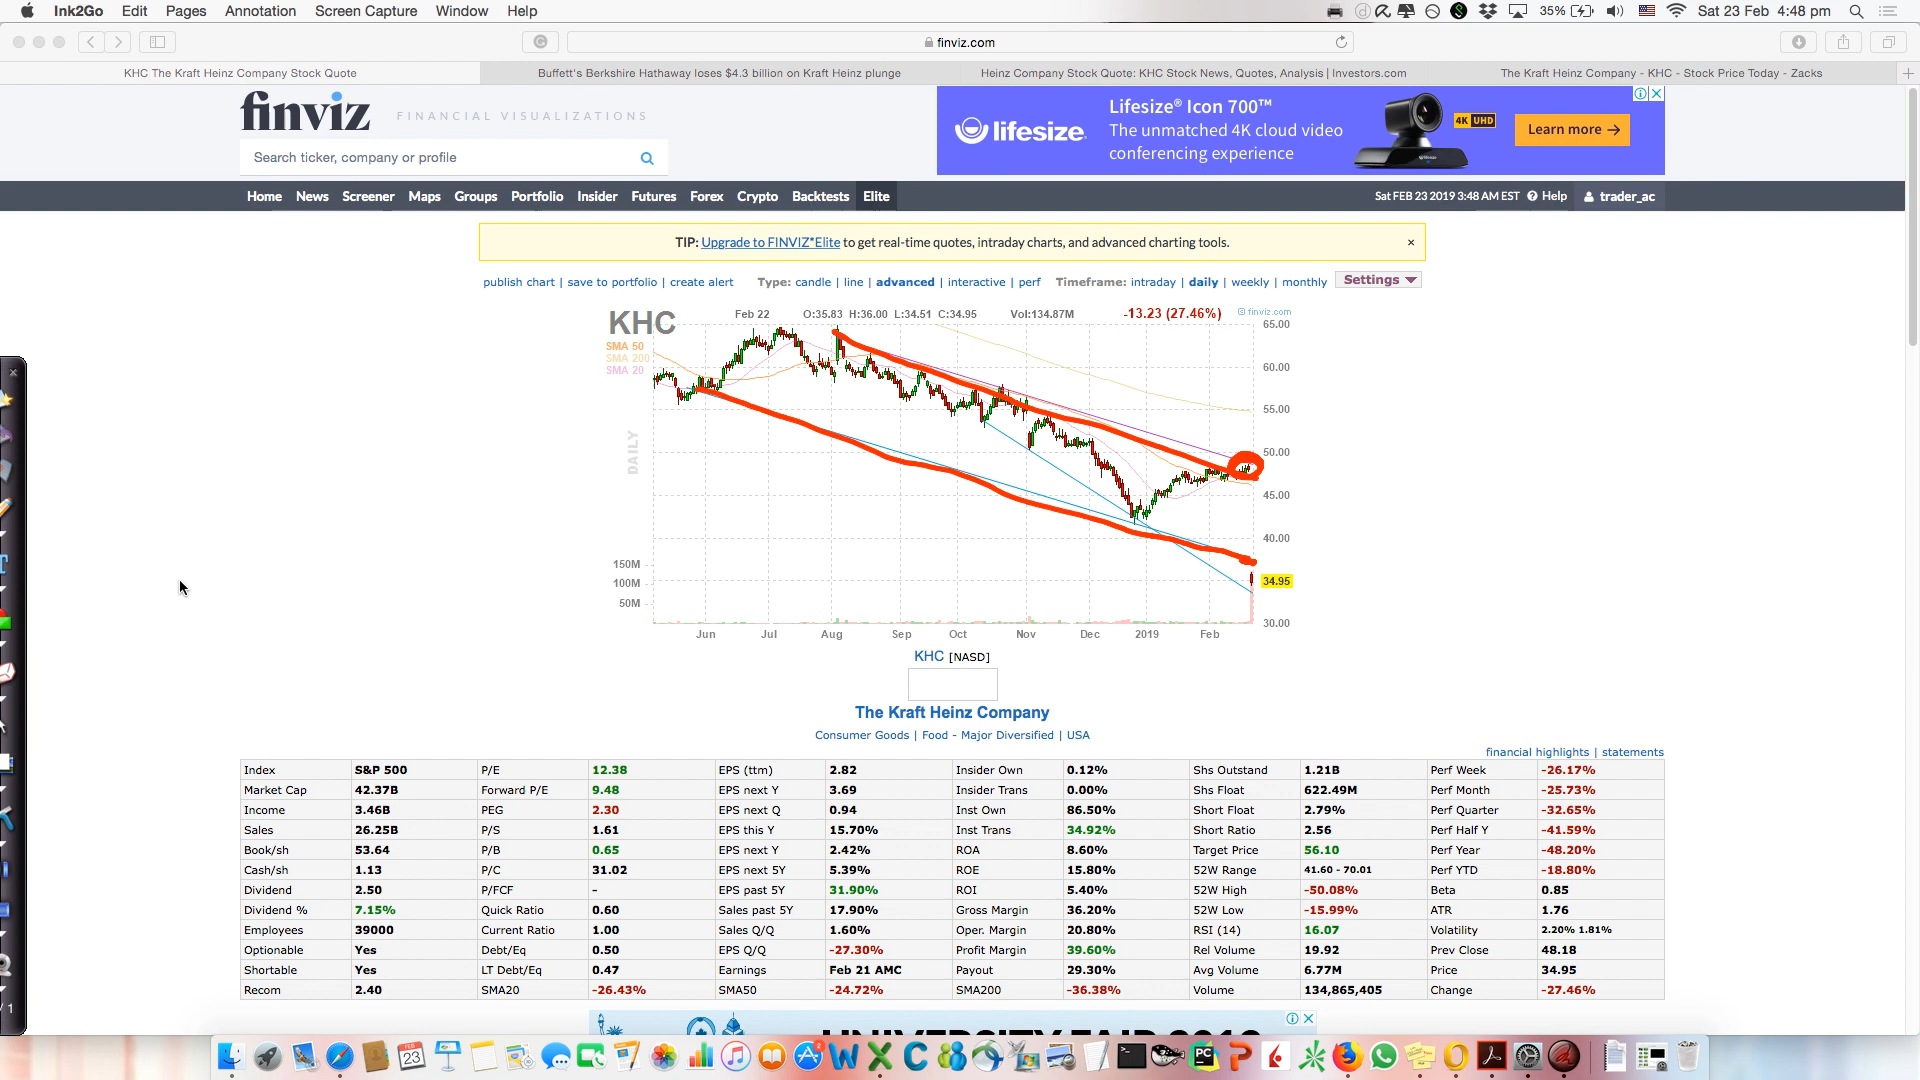 Ink2Go Edit Pages Annotation Screen Capture Window Help 35% Sat 23 Feb 4:48 pm
finviz.com
KHC The Kraft Heinz Company Stock Quote Buffett's Berkshire Hathaway loses $4.3 billion on Kraft Heinz plunge Heinz Company Stock Quote: KHC Stock News, Quotes, Analysis | Investors.com The Kraft Heinz Company - KHC - Stock Price Today - Zacks
finviz FINANCIAL VISUALIZATIONS
Search ticker, company or profile
lifesize
Lifesize® Icon 700™
The unmatched 4K cloud video
conferencing experience
4K UHD
Learn more →
Home News Screener Maps Groups Portfolio Insider Futures Forex Crypto Backtests Elite Sat FEB 23 2019 3:48 AM EST Help trader_ac
TIP: Upgrade to FINVIZ*Elite to get real-time quotes, intraday charts, and advanced charting tools. ×
publish chart | save to portfolio | create alert Type: candle | line | advanced | interactive | perf Timeframe: intraday | daily | weekly | monthly Settings
KHC Feb 22 O:35.83 H:36.00 L:34.51 C:34.95 Vol:134.87M -13.23 (27.46%) © finviz.com
SMA 50
SMA 200
SMA 20
DAILY
65.00
60.00
55.00
50.00
45.00
40.00
34.95
30.00
150M
100M
50M
Jun Jul Aug Sep Oct Nov Dec 2019 Feb
KHC [NASD]
The Kraft Heinz Company
Consumer Goods | Food - Major Diversified | USA
financial highlights | statements
Index S&P 500 P/E 12.38 EPS (ttm) 2.82 Insider Own 0.12% Shs Outstand 1.21B Perf Week -26.17%
Market Cap 42.37B Forward P/E 9.48 EPS next Y 3.69 Insider Trans 0.00% Shs Float 622.49M Perf Month -25.73%
Income 3.46B PEG 2.30 EPS next Q 0.94 Inst Own 86.50% Short Float 2.79% Perf Quarter -32.65%
Sales 26.25B P/S 1.61 EPS this Y 15.70% Inst Trans 34.92% Short Ratio 2.56 Perf Half Y -41.59%
Book/sh 53.64 P/B 0.65 EPS next Y 2.42% ROA 8.60% Target Price 56.10 Perf Year -48.20%
Cash/sh 1.13 P/C 31.02 EPS next 5Y 5.39% ROE 15.80% 52W Range 41.60 - 70.01 Perf YTD -18.80%
Dividend 2.50 P/FCF - EPS past 5Y 31.90% ROI 5.40% 52W High -50.08% Beta 0.85
Dividend % 7.15% Quick Ratio 0.60 Sales past 5Y 17.90% Gross Margin 36.20% 52W Low -15.99% ATR 1.76
Employees 39000 Current Ratio 1.00 Sales Q/Q 1.60% Oper. Margin 20.80% RSI (14) 16.07 Volatility 2.20% 1.81%
Optionable Yes Debt/Eq 0.50 EPS Q/Q -27.30% Profit Margin 39.60% Rel Volume 19.92 Prev Close 48.18
Shortable Yes LT Debt/Eq 0.47 Earnings Feb 21 AMC Payout 29.30% Avg Volume 6.77M Price 34.95
Recom 2.40 SMA20 -26.43% SMA50 -24.72% SMA200 -36.38% Volume 134,865,405 Change -27.46%
/ 1
UNIVERSITY FAIR 2019
FEB
23
2
PC